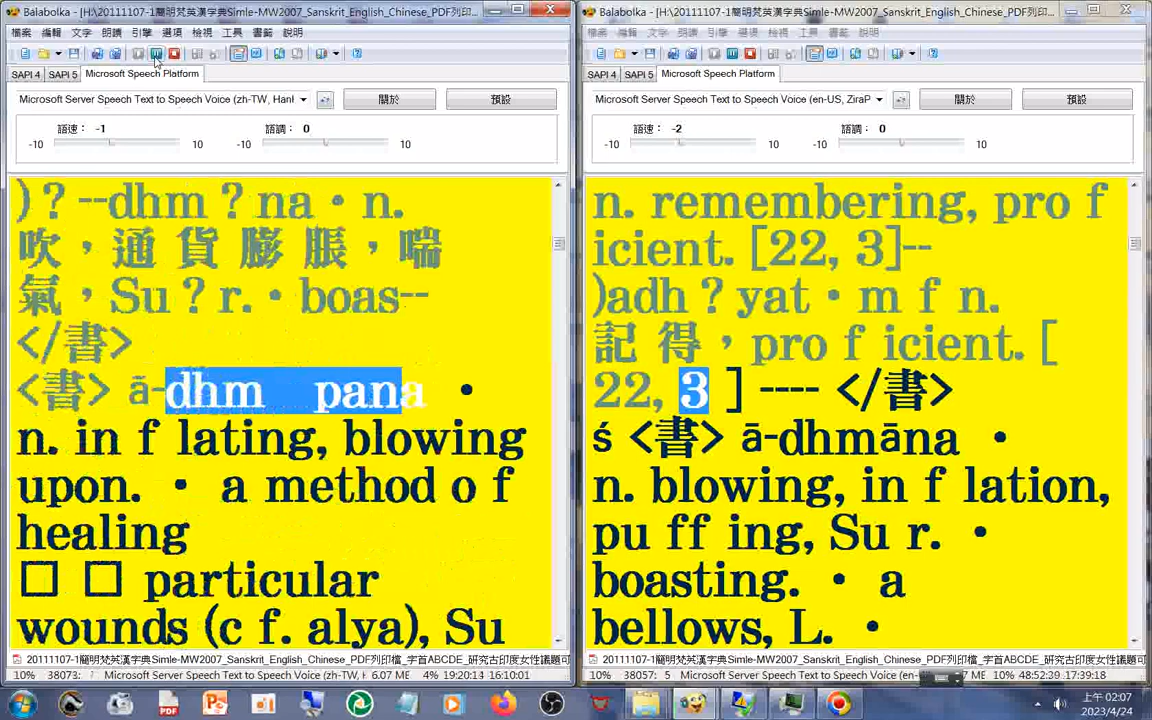 Balabolka - [H:\20111107-1簡明梵英漢字典Simle-MW2007_Sanskrit_English_Chinese_PDF列印...
檔案 編輯 文字 朗讀 引擎 選項 檢視 工具 書籤 說明
SAPI 4 SAPI 5 Microsoft Speech Platform
Microsoft Server Speech Text to Speech Voice (zh-TW, Hanl
關於 預設
語速： -1 語調： 0
-10 10 -10 10
)？--dhm？na•n.
吹，通 貨 膨 脹，喘
氣，Su？r.•boas--
</書>
<書> ā-dhm pana •
n. in f lating, blowing
upon. • a method o f
healing
□ □ particular
wounds (c f. alya), Su
20111107-1簡明梵英漢字典Simle-MW2007_Sanskrit_English_Chinese_PDF列印檔_字首ABCDE_研究古印度女性議題可
10% 38073: Microsoft Server Speech Text to Speech Voice (zh-TW, H 6.07 MB 4% 19:20:14 16:10:01
Balabolka - [H:\20111107-1簡明梵英漢字典Simle-MW2007_Sanskrit_English_Chinese_PDF列印...
檔案 編輯 文字 朗讀 引擎 選項 檢視 工具 書籤 說明
SAPI 4 SAPI 5 Microsoft Speech Platform
Microsoft Server Speech Text to Speech Voice (en-US, ZiraP
關於 預設
語速： -2 語調： 0
-10 10 -10 10
n. remembering, pro f
icient. [22, 3]--
)adh？yat•m f n.
記 得，pro f icient. [
22, 3 ] ---- </書>
ś <書> ā-dhmāna •
n. blowing, in f lation,
pu ff ing, Su r. •
boasting. • a
bellows, L. •
20111107-1簡明梵英漢字典Simle-MW2007_Sanskrit_English_Chinese_PDF列印檔_字首ABCDE_研究古印度女性議題可
10% 38057: 5 Microsoft Server Speech Text to Speech Voice (en-U 10% 48:52:39 17:39:18
上午 02:07
2023/4/24